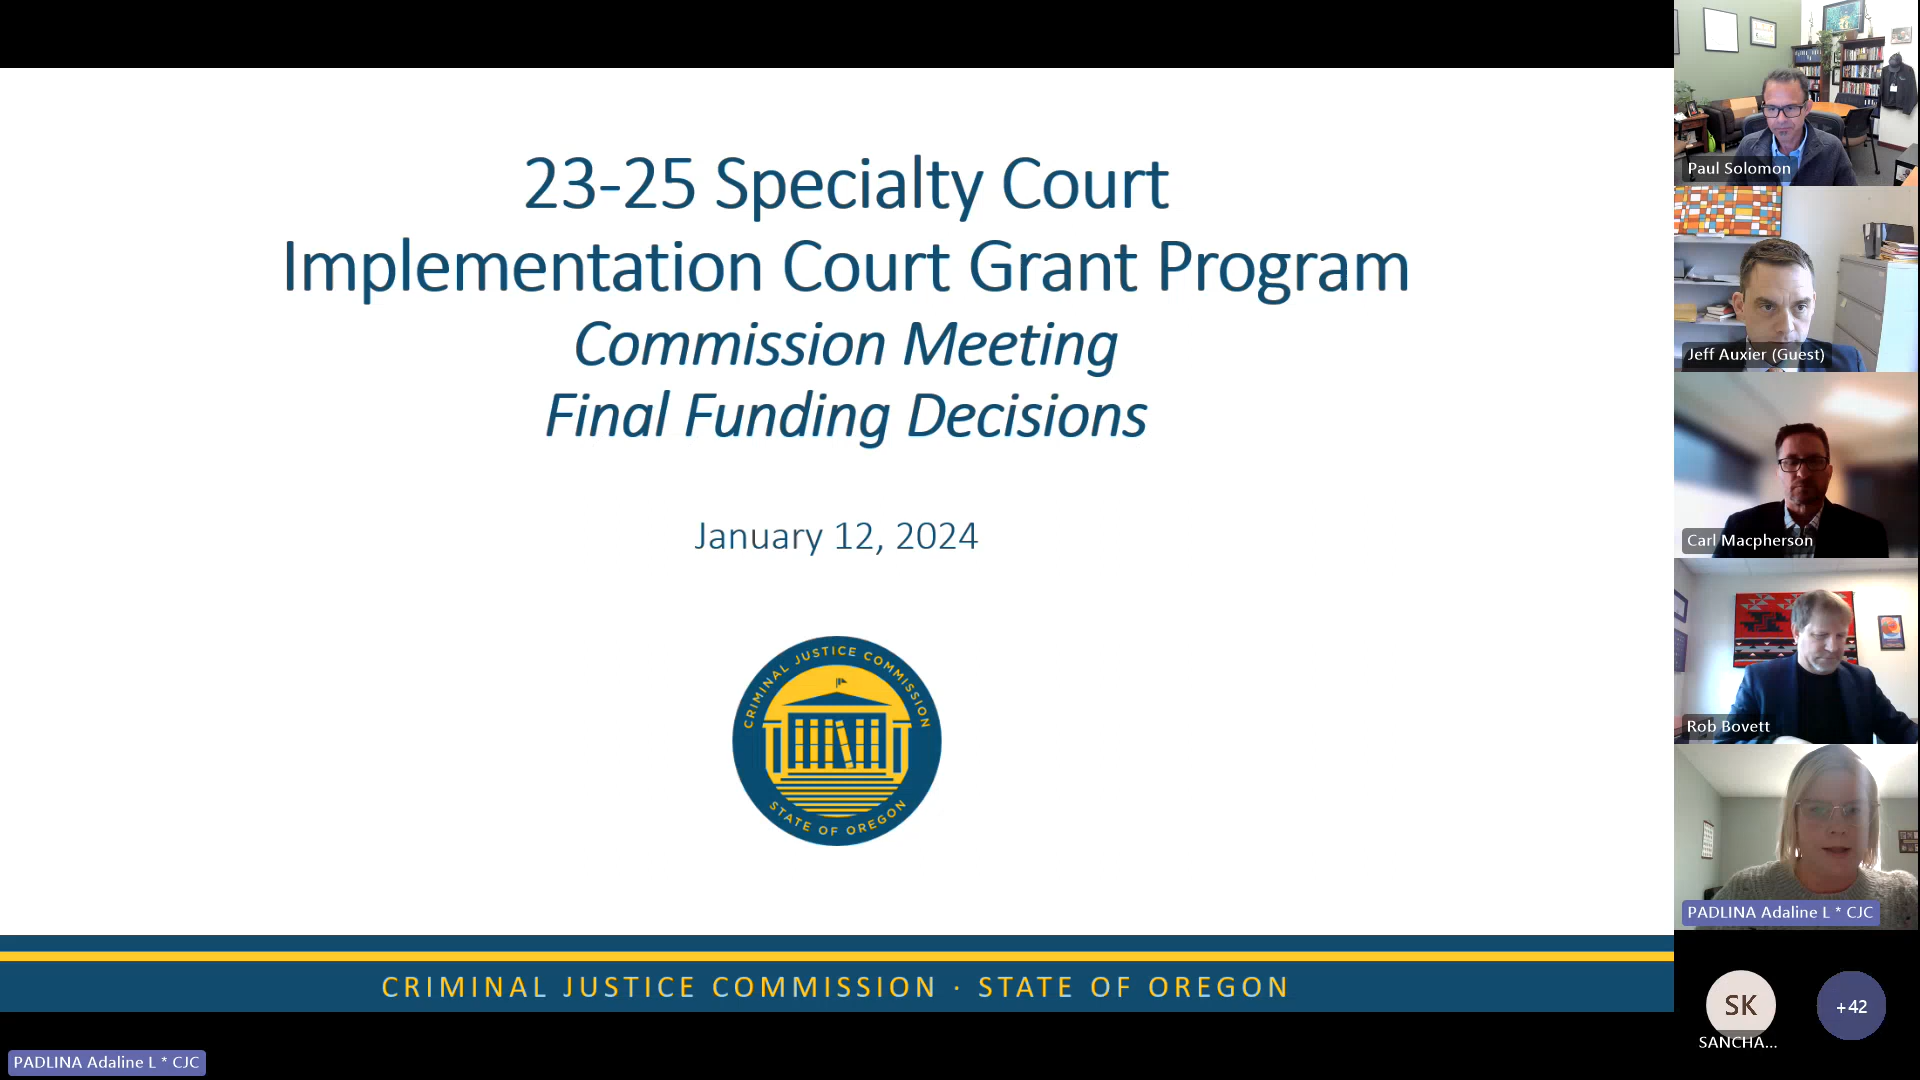 23-25 Specialty Court
Implementation Court Grant Program
Commission Meeting
Final Funding Decisions
January 12, 2024
CRIMINAL JUSTICE COMMISSION
STATE OF OREGON
CRIMINAL JUSTICE COMMISSION · STATE OF OREGON
PADLINA Adaline L * CJC
Paul Solomon
Jeff Auxier (Guest)
Carl Macpherson
Rob Bovett
PADLINA Adaline L * CJC
SK
SANCHA...
+42